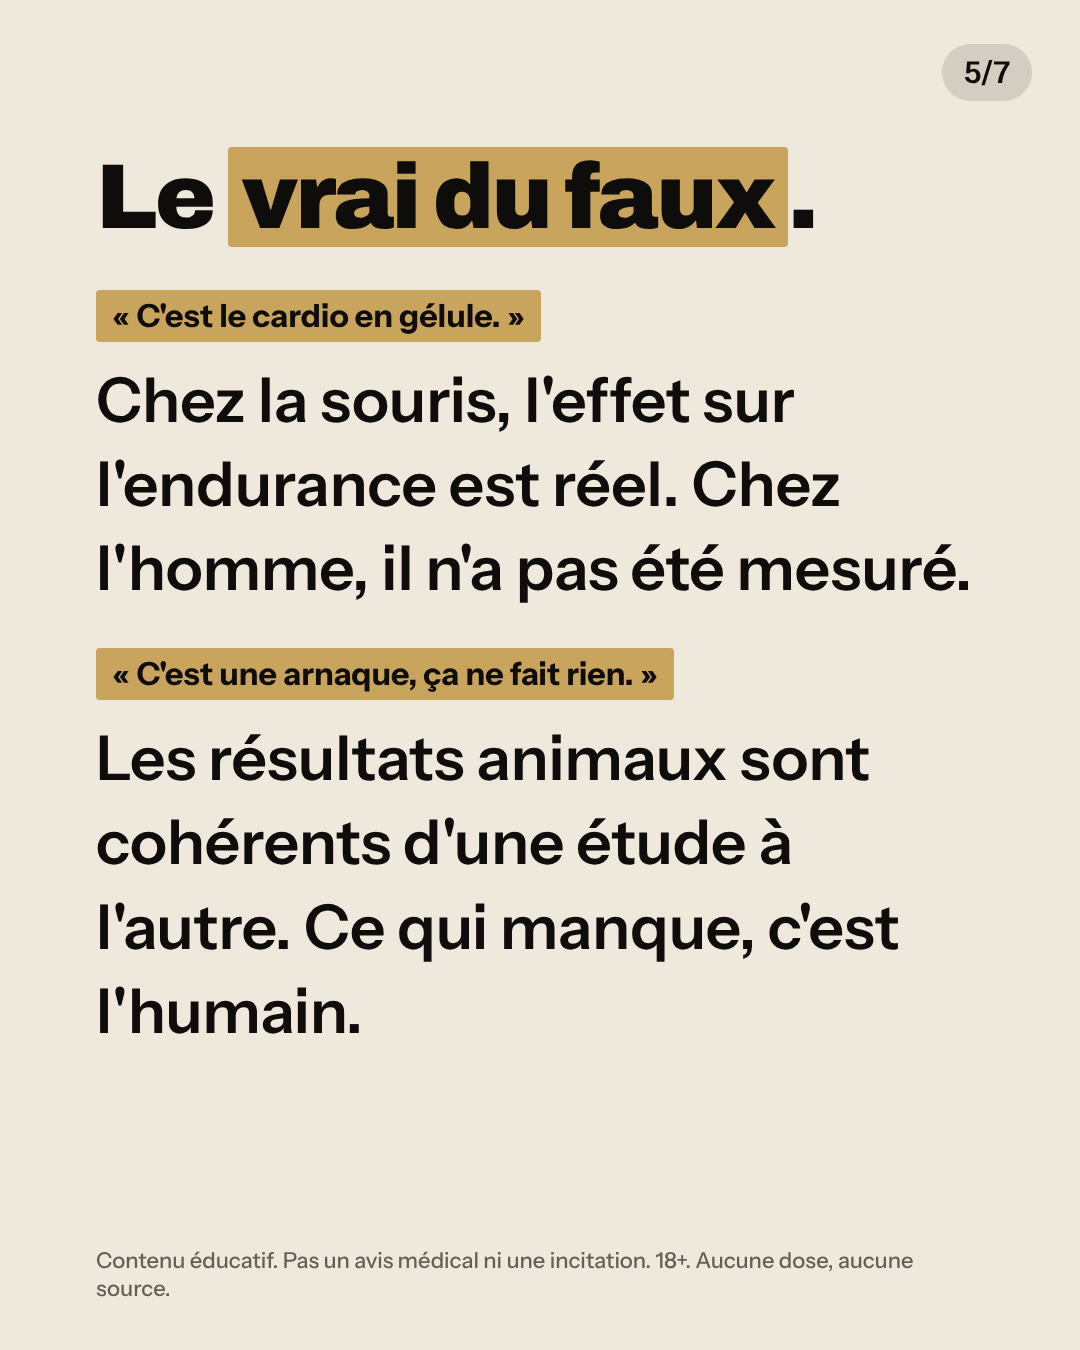 5/7
Le vrai du faux.
« C'est le cardio en gélule. »
Chez la souris, l'effet sur
l'endurance est réel. Chez
l'homme, il n'a pas été mesuré.
« C'est une arnaque, ça ne fait rien. »
Les résultats animaux sont
cohérents d'une étude à
l'autre. Ce qui manque, c'est
l'humain.
Contenu éducatif. Pas un avis médical ni une incitation. 18+. Aucune dose, aucune
source.